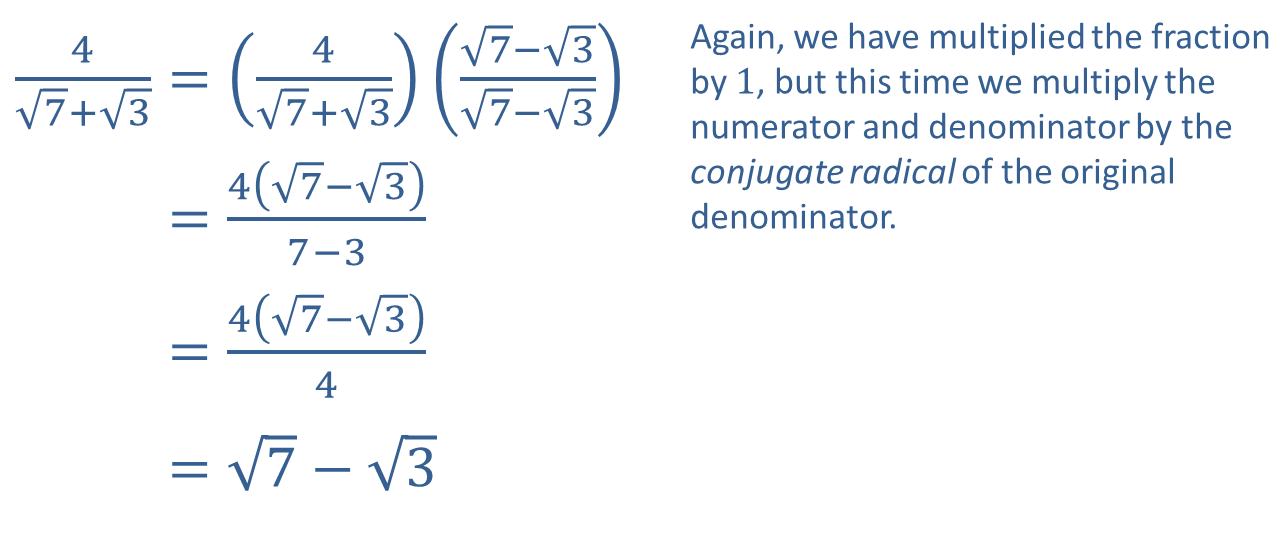 4/(√7+√3) = (4/(√7+√3)) ((√7−√3)/(√7−√3))
= 4(√7−√3)/(7−3)
= 4(√7−√3)/4
= √7 − √3
Again, we have multiplied the fraction
by 1, but this time we multiply the
numerator and denominator by the
conjugate radical of the original
denominator.